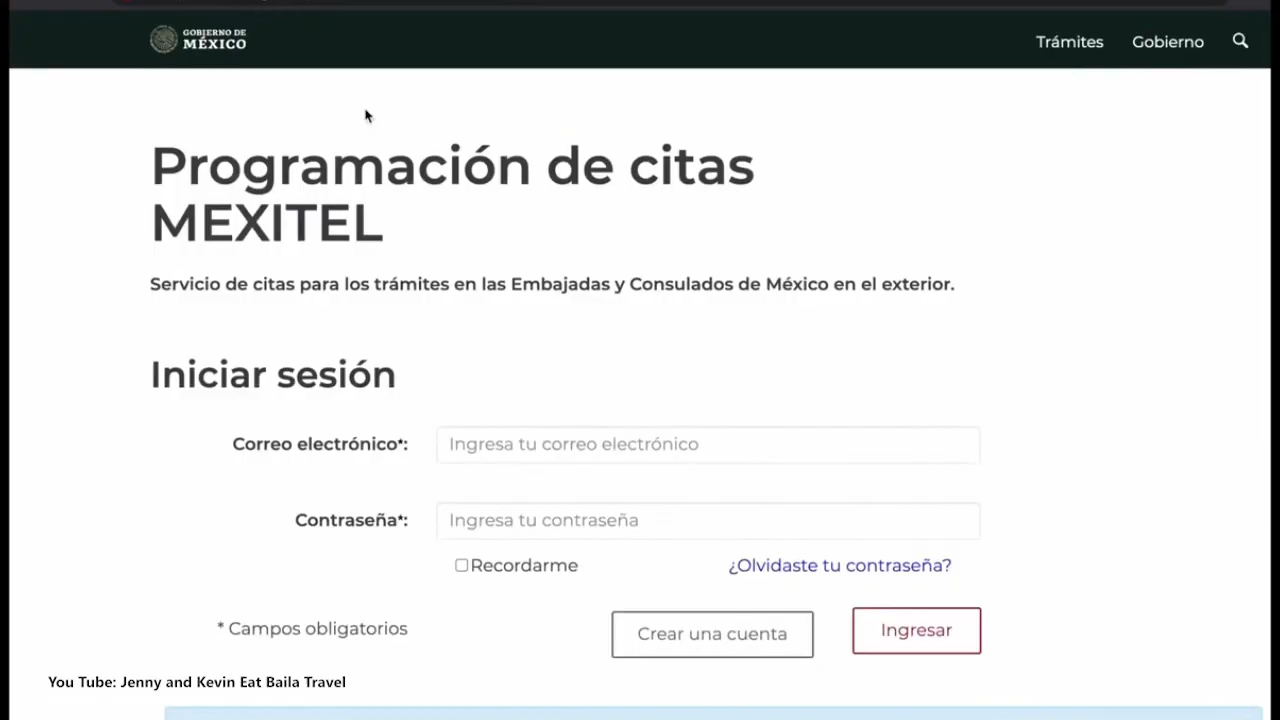 GOBIERNO DE
MÉXICO
Trámites
Gobierno
Programación de citas
MEXITEL
Servicio de citas para los trámites en las Embajadas y Consulados de México en el exterior.
Iniciar sesión
Correo electrónico*:
Ingresa tu correo electrónico
Contraseña*:
Ingresa tu contraseña
Recordarme
¿Olvidaste tu contraseña?
* Campos obligatorios
Crear una cuenta
Ingresar
You Tube: Jenny and Kevin Eat Baila Travel